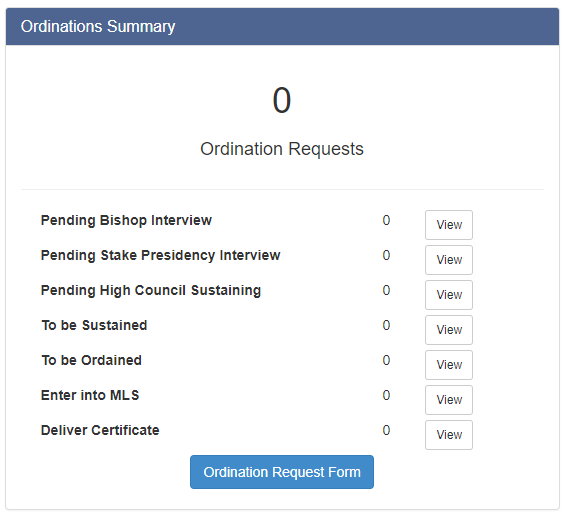 Ordinations Summary
0
Ordination Requests
Pending Bishop Interview 0 View
Pending Stake Presidency Interview 0 View
Pending High Council Sustaining 0 View
To be Sustained 0 View
To be Ordained 0 View
Enter into MLS 0 View
Deliver Certificate 0 View
Ordination Request Form